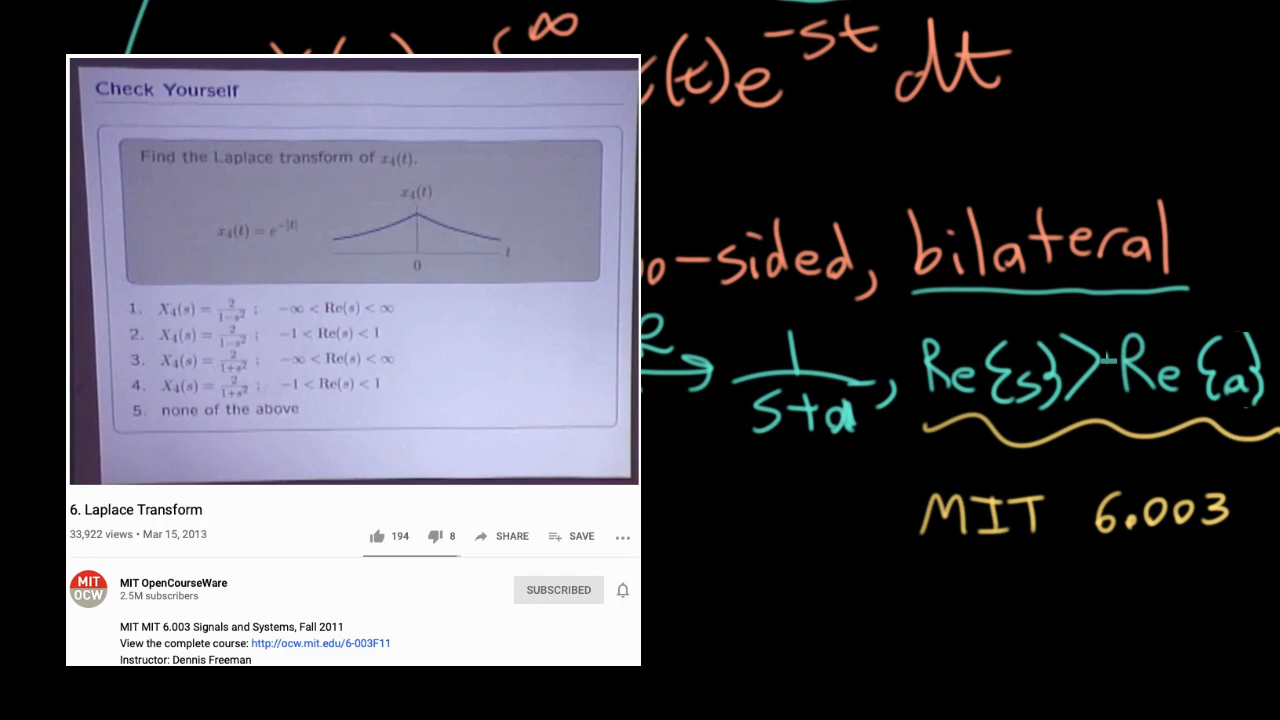 ∞
(t)e^{-st} dt
Check Yourself
Find the Laplace transform of x₄(t).
x₄(t)
x₄(t) = e^{-|t|}
t
0
1. X₄(s) = 2/(1-s²) ; -∞ < Re(s) < ∞
2. X₄(s) = 2/(1-s²) ; -1 < Re(s) < 1
3. X₄(s) = 2/(1+s²) ; -∞ < Re(s) < ∞
4. X₄(s) = 2/(1+s²) ; -1 < Re(s) < 1
5. none of the above
o-sided, bilateral
1/(s+a), Re{s}>-Re{a}
MIT 6.003
6. Laplace Transform
33,922 views • Mar 15, 2013
194 8 SHARE SAVE ...
MIT OCW
MIT OpenCourseWare
2.5M subscribers
SUBSCRIBED
MIT MIT 6.003 Signals and Systems, Fall 2011
View the complete course: http://ocw.mit.edu/6-003F11
Instructor: Dennis Freeman